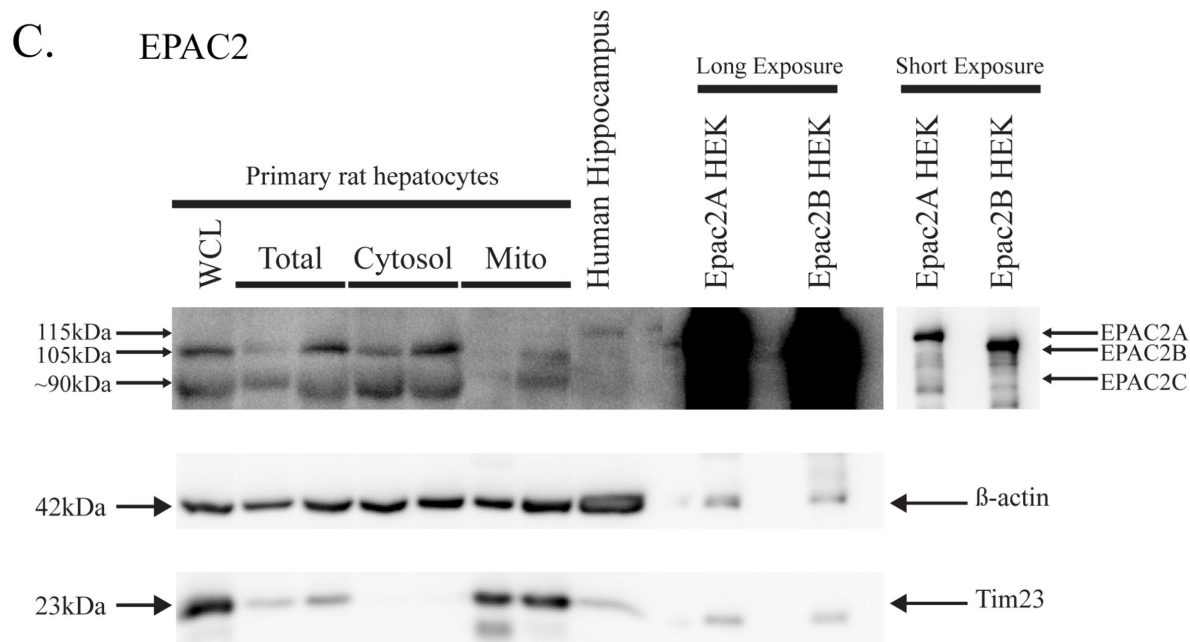 C.
EPAC2
Long Exposure
Short Exposure
Primary rat hepatocytes
WCL
Total
Cytosol
Mito
Human Hippocampus
Epac2A HEK
Epac2B HEK
Epac2A HEK
Epac2B HEK
115kDa
105kDa
~90kDa
EPAC2A
EPAC2B
EPAC2C
42kDa
ß-actin
23kDa
Tim23